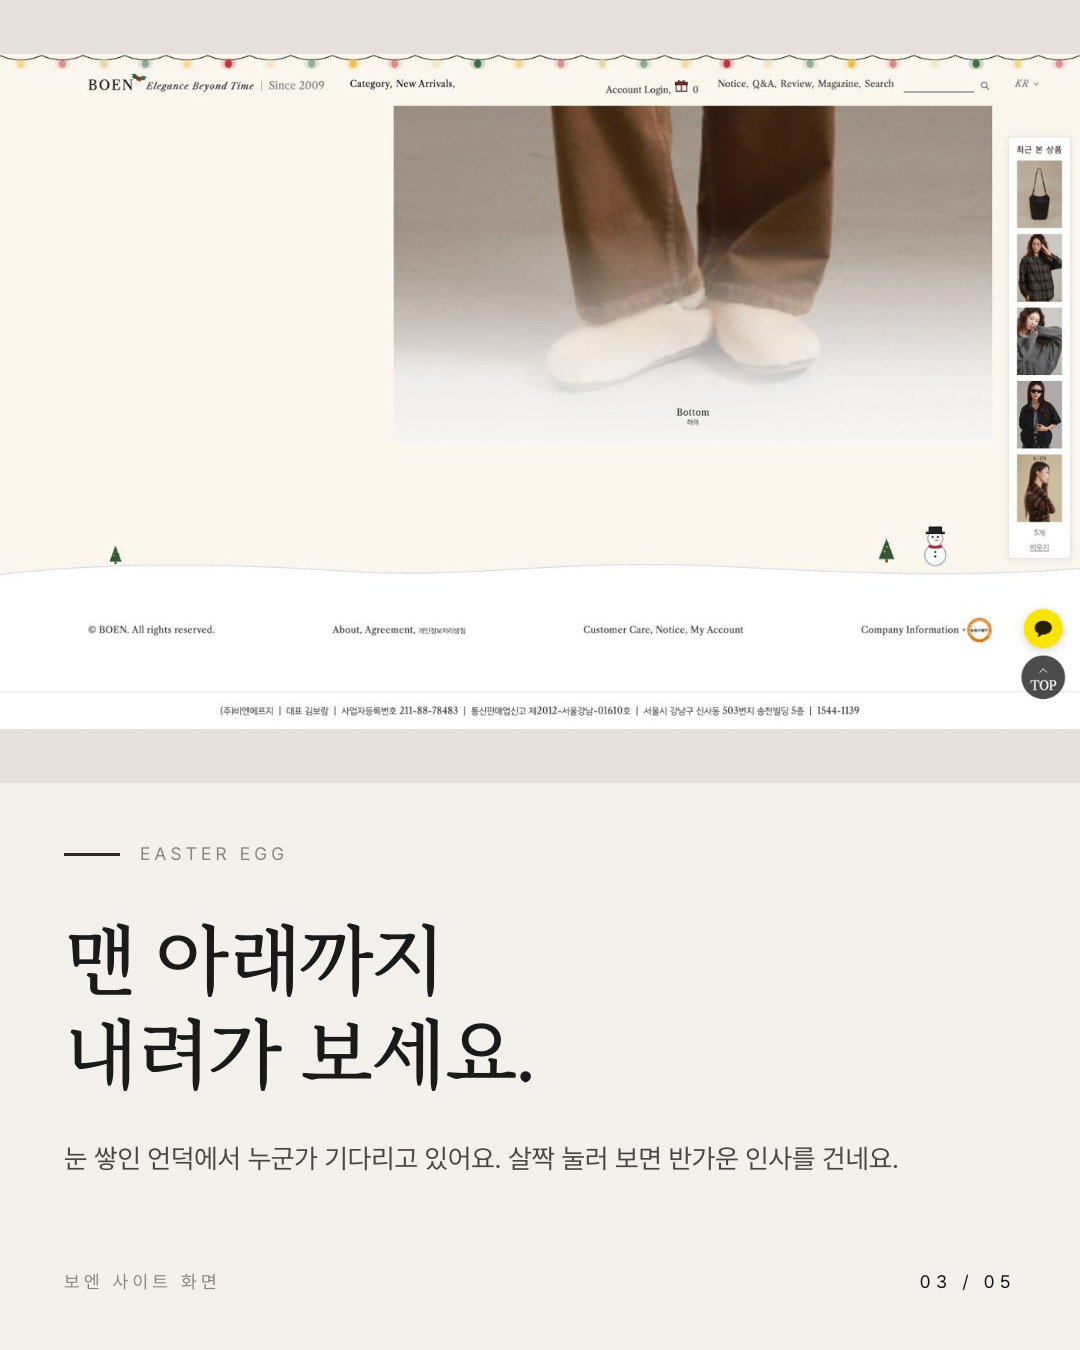 BOEN Elegance Beyond Time | Since 2009
Category, New Arrivals,
Account Login, 0
Notice, Q&A, Review, Magazine, Search
KR
최근 본 상품
5개
비우기
Bottom
하의
© BOEN. All rights reserved.
About, Agreement, 개인정보처리방침
Customer Care, Notice, My Account
Company Information +
TOP
(주)비엔에프지 | 대표 김보람 | 사업자등록번호 211-88-78483 | 통신판매업신고 제2012-서울강남-01610호 | 서울시 강남구 신사동 503번지 송천빌딩 5층 | 1544-1139
EASTER EGG
맨 아래까지
내려가 보세요.
눈 쌓인 언덕에서 누군가 기다리고 있어요. 살짝 눌러 보면 반가운 인사를 건네요.
보엔 사이트 화면
03 / 05